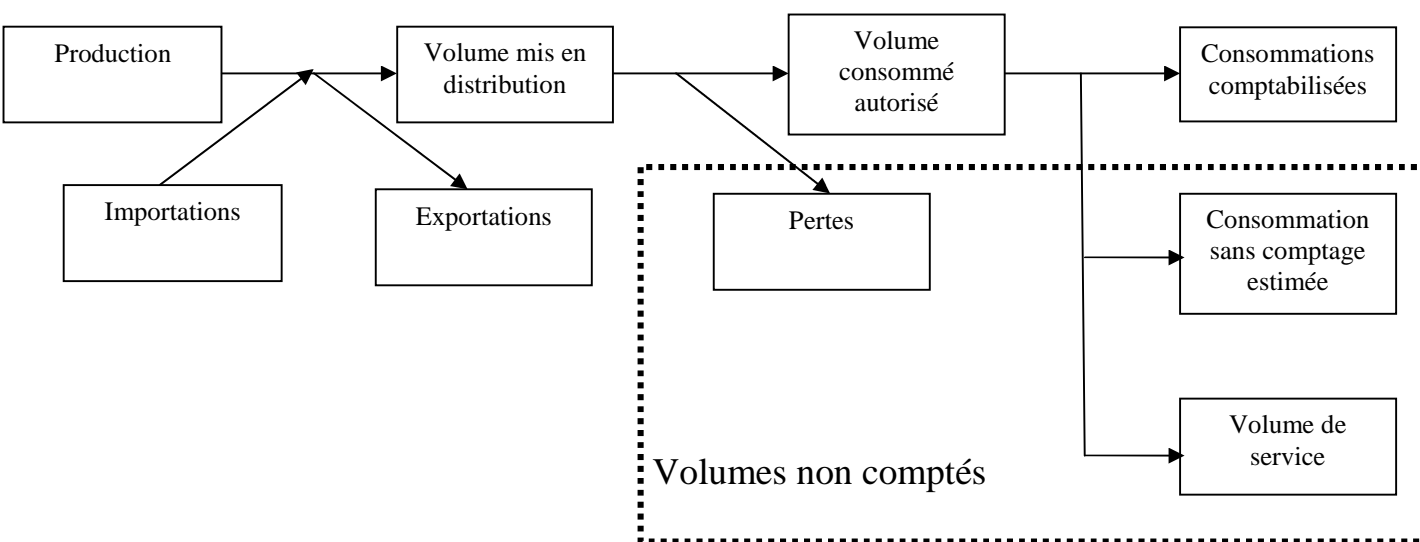 Production
Volume mis en
distribution
Volume
consommé
autorisé
Consommations
comptabilisées
Importations
Exportations
Pertes
Consommation
sans comptage
estimée
Volume de
service
Volumes non comptés